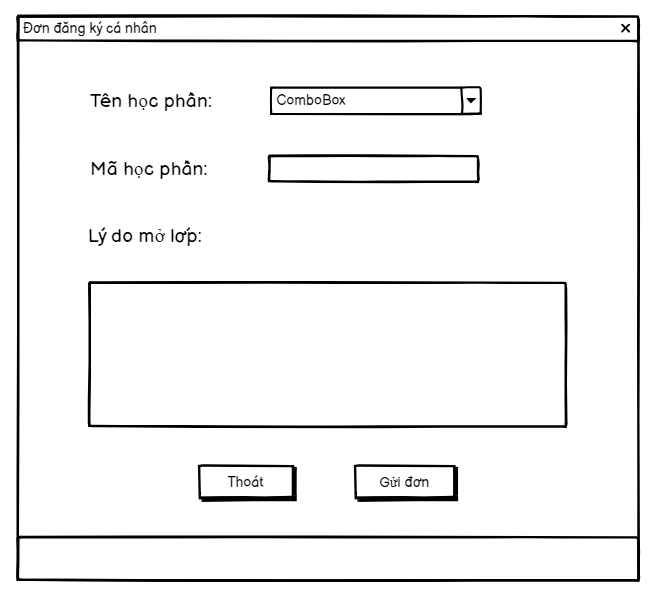 Đơn đăng ký cá nhân
Tên học phần: ComboBox
Mã học phần:
Lý do mở lớp:
Thoát Gửi đơn